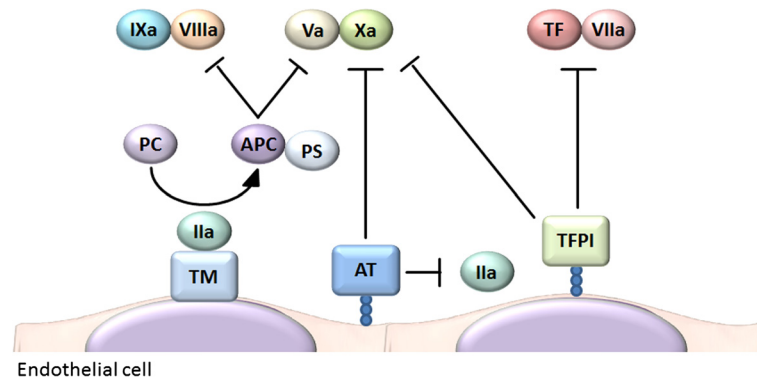 IXa VIIIa Va Xa TF VIIa
PC APC PS
IIa
TM AT IIa TFPI
Endothelial cell